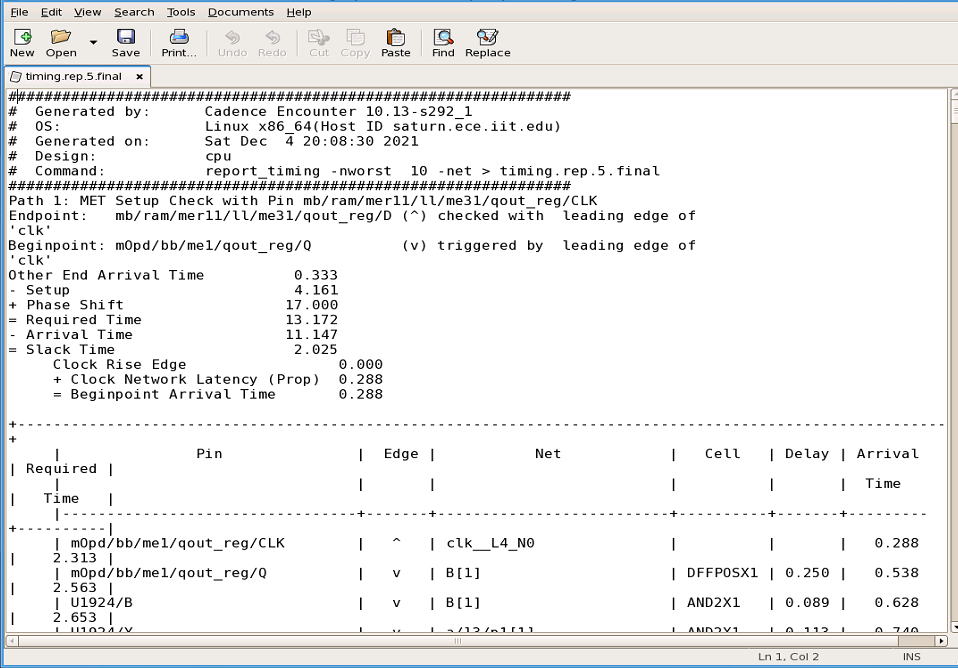 File Edit View Search Tools Documents Help
New Open Save Print... Undo Redo Cut Copy Paste Find Replace
timing.rep.5.final ×
###############################################################
#  Generated by:      Cadence Encounter 10.13-s292_1
#  OS:                Linux x86_64(Host ID saturn.ece.iit.edu)
#  Generated on:      Sat Dec  4 20:08:30 2021
#  Design:            cpu
#  Command:           report_timing -nworst  10 -net > timing.rep.5.final
###############################################################
Path 1: MET Setup Check with Pin mb/ram/mer11/ll/me31/qout_reg/CLK
Endpoint:   mb/ram/mer11/ll/me31/qout_reg/D (^) checked with  leading edge of
'clk'
Beginpoint: mOpd/bb/me1/qout_reg/Q          (v) triggered by  leading edge of
'clk'
Other End Arrival Time          0.333
- Setup                         4.161
+ Phase Shift                  17.000
= Required Time                13.172
- Arrival Time                 11.147
= Slack Time                    2.025
     Clock Rise Edge                 0.000
     + Clock Network Latency (Prop)  0.288
     = Beginpoint Arrival Time       0.288
+--------------------------------------------------------------------------------------------------------
+
     |               Pin               |  Edge |           Net            |   Cell   | Delay | Arrival
| Required |
     |                                 |       |                          |          |       |  Time
|   Time   |
     |---------------------------------+-------+--------------------------+----------+-------+---------
+----------|
     | mOpd/bb/me1/qout_reg/CLK        |   ^   | clk__L4_N0               |          |       |   0.288
|    2.313 |
     | mOpd/bb/me1/qout_reg/Q          |   v   | B[1]                     | DFFPOSX1 | 0.250 |   0.538
|    2.563 |
     | U1924/B                         |   v   | B[1]                     | AND2X1   | 0.089 |   0.628
|    2.653 |
     | U1924/Y                         |   v   | a/l3/p1[1]               | AND2X1   | 0.113 |   0.740
Ln 1, Col 2 INS